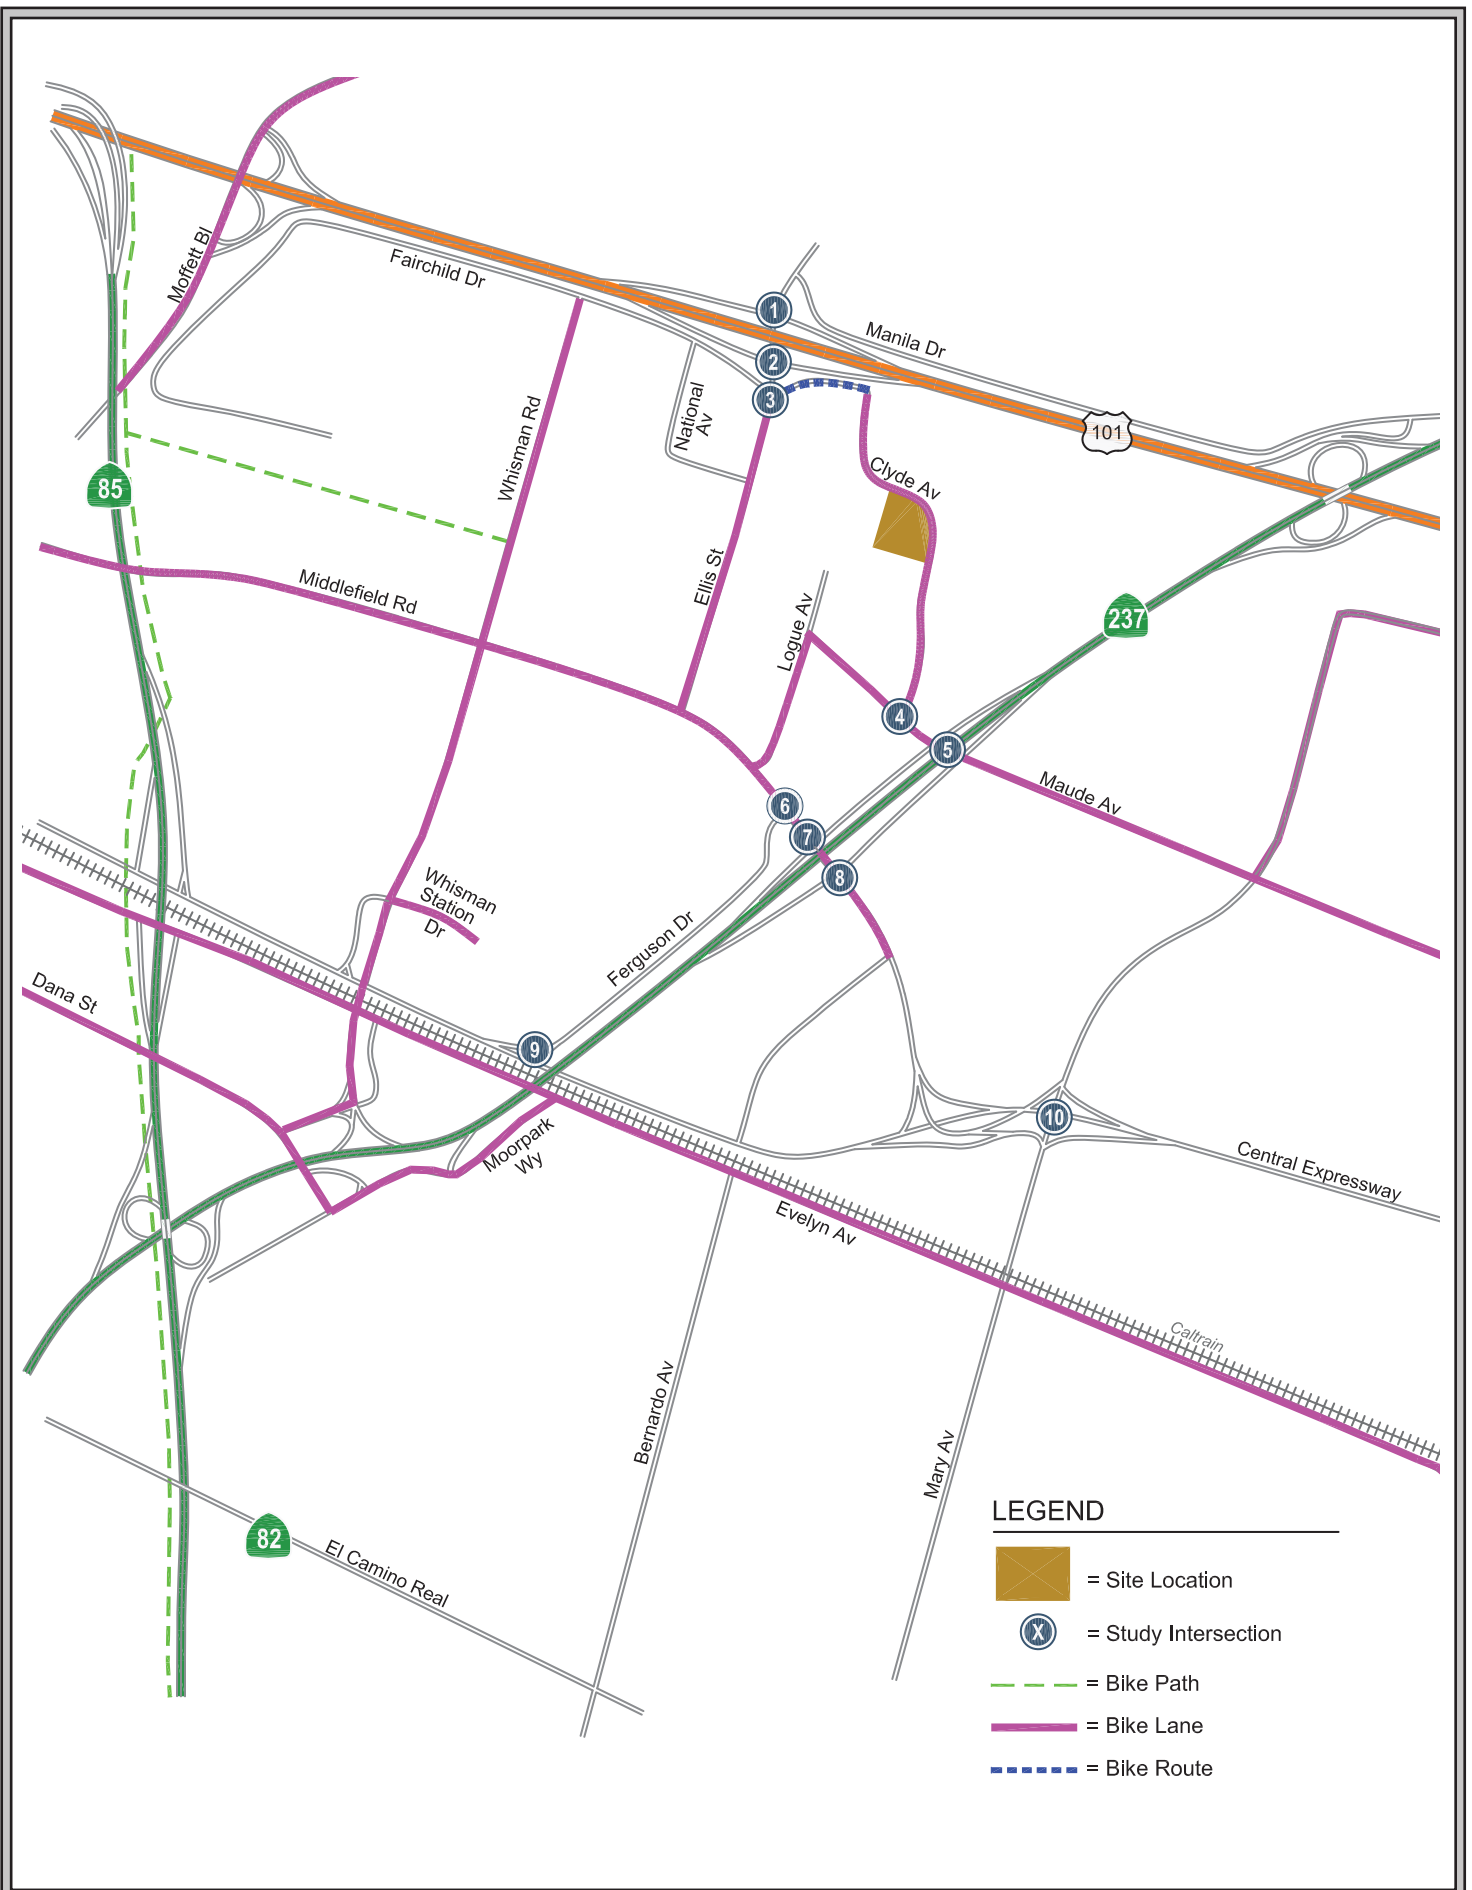 Moffett Bl
Fairchild Dr
1
Manila Dr
2
3
National
Av
101
Whisman Rd
Clyde Av
85
Middlefield Rd
Ellis St
Logue Av
237
4
5
Maude Av
6
7
8
Whisman
Station
Dr
Ferguson Dr
Dana St
9
10
Moorpark
Wy
Central Expressway
Evelyn Av
Caltrain
Bernardo Av
Mary Av
82
El Camino Real
LEGEND
= Site Location
X = Study Intersection
= Bike Path
= Bike Lane
= Bike Route